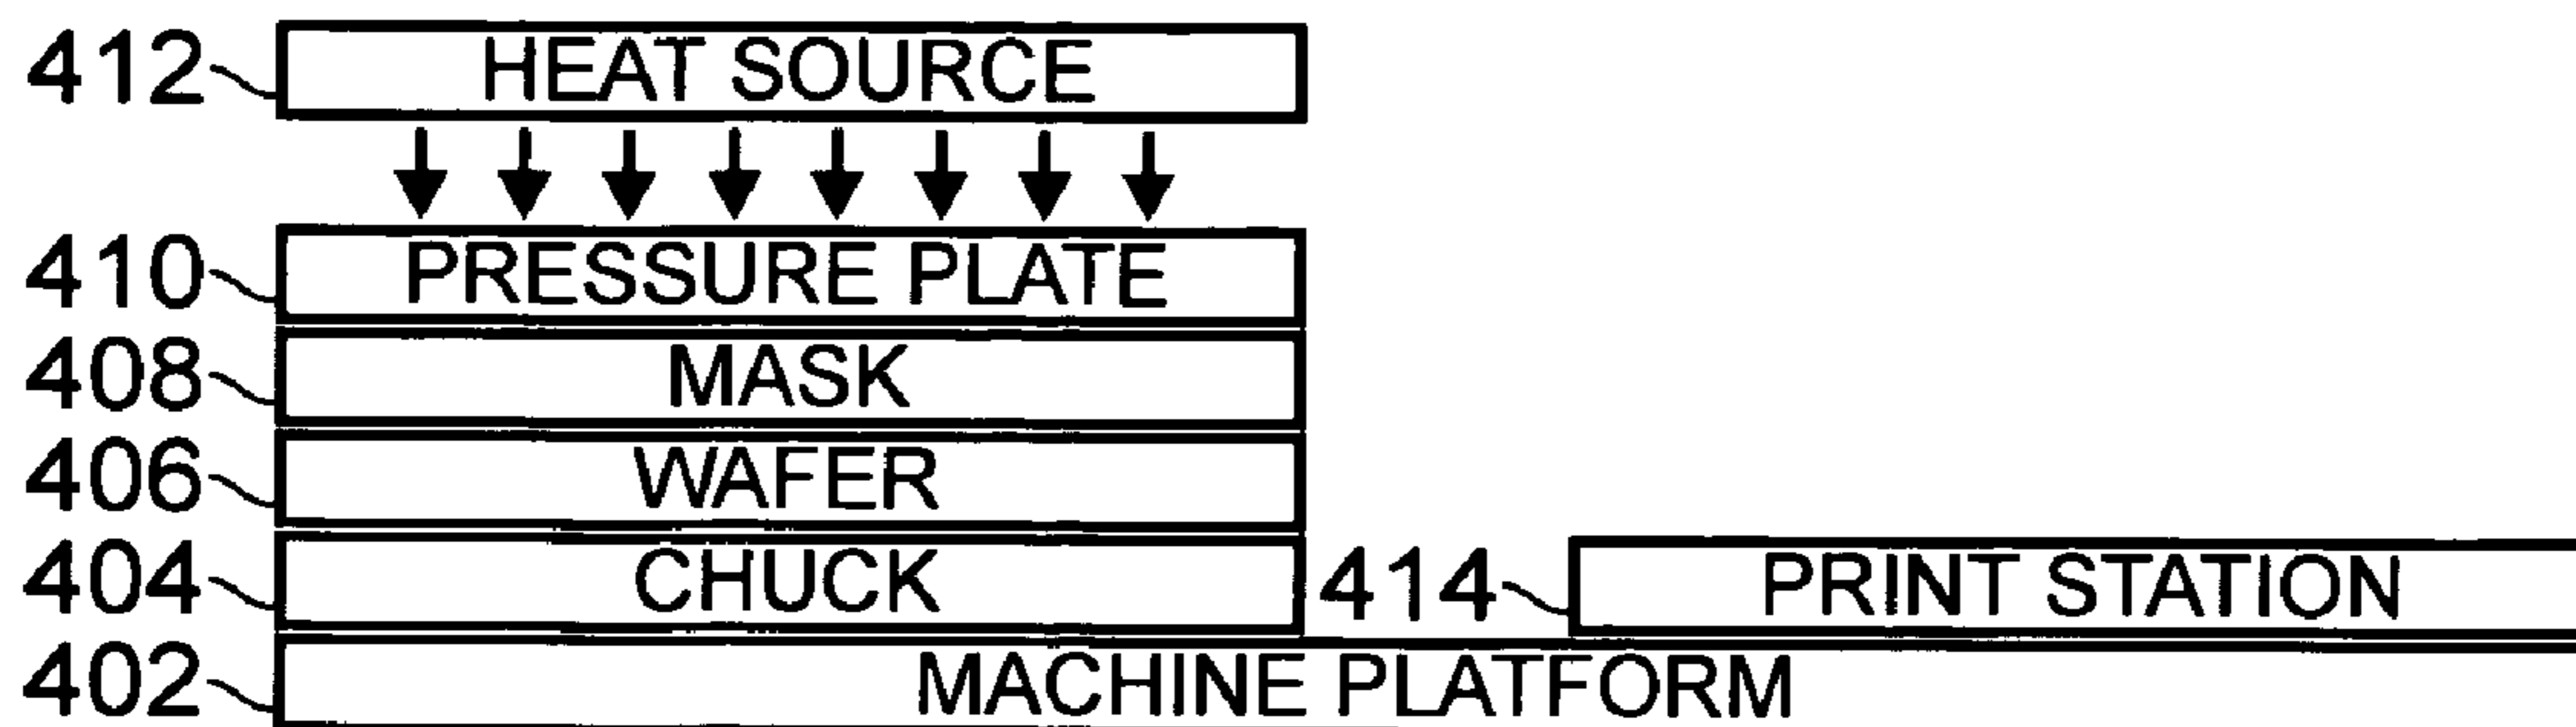 412 HEAT SOURCE
410 PRESSURE PLATE
408 MASK
406 WAFER
404 CHUCK 414 PRINT STATION
402 MACHINE PLATFORM